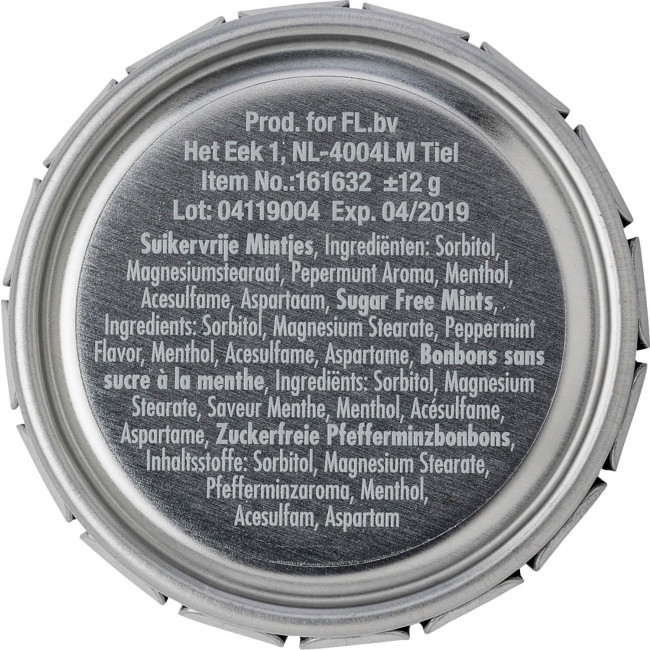 Prod. for FL.bv
Het Eek 1, NL-4004LM Tiel
Item No.:161632 ±12 g
Lot: 04119004 Exp. 04/2019
Suikervrije Mintjes, Ingrediënten: Sorbitol,
Magnesiumstearaat, Pepermunt Aroma, Menthol,
Acesulfame, Aspartaam, Sugar Free Mints,
Ingredients: Sorbitol, Magnesium Stearate, Peppermint
Flavor, Menthol, Acesulfame, Aspartame, Bonbons sans
sucre à la menthe, Ingrediënts: Sorbitol, Magnesium
Stearate, Saveur Menthe, Menthol, Acésulfame,
Aspartame, Zuckerfreie Pfefferminzbonbons,
Inhaltsstoffe: Sorbitol, Magnesium Stearate,
Pfefferminzaroma, Menthol,
Acesulfam, Aspartam